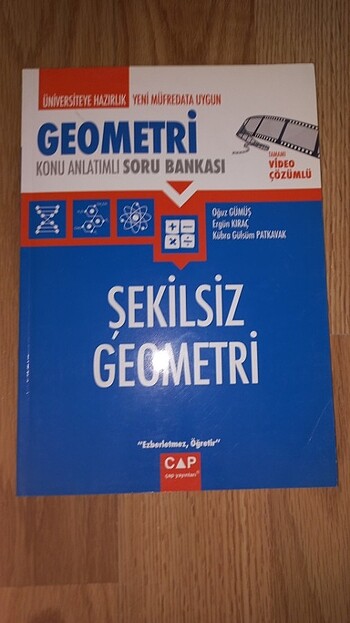 ÜNİVERSİTEYE HAZIRLIK YENİ MÜFREDATA UYGUN
GEOMETRİ
KONU ANLATIMLI SORU BANKASI
TAMAMI
VİDEO
ÇÖZÜMLÜ
Oğuz GÜMÜŞ
Ergün KIRAÇ
Kübra Gülsüm PATKAVAK
ŞEKİLSİZ
GEOMETRİ
"Ezberletmez, Öğretir"
CAP
çap yayınları